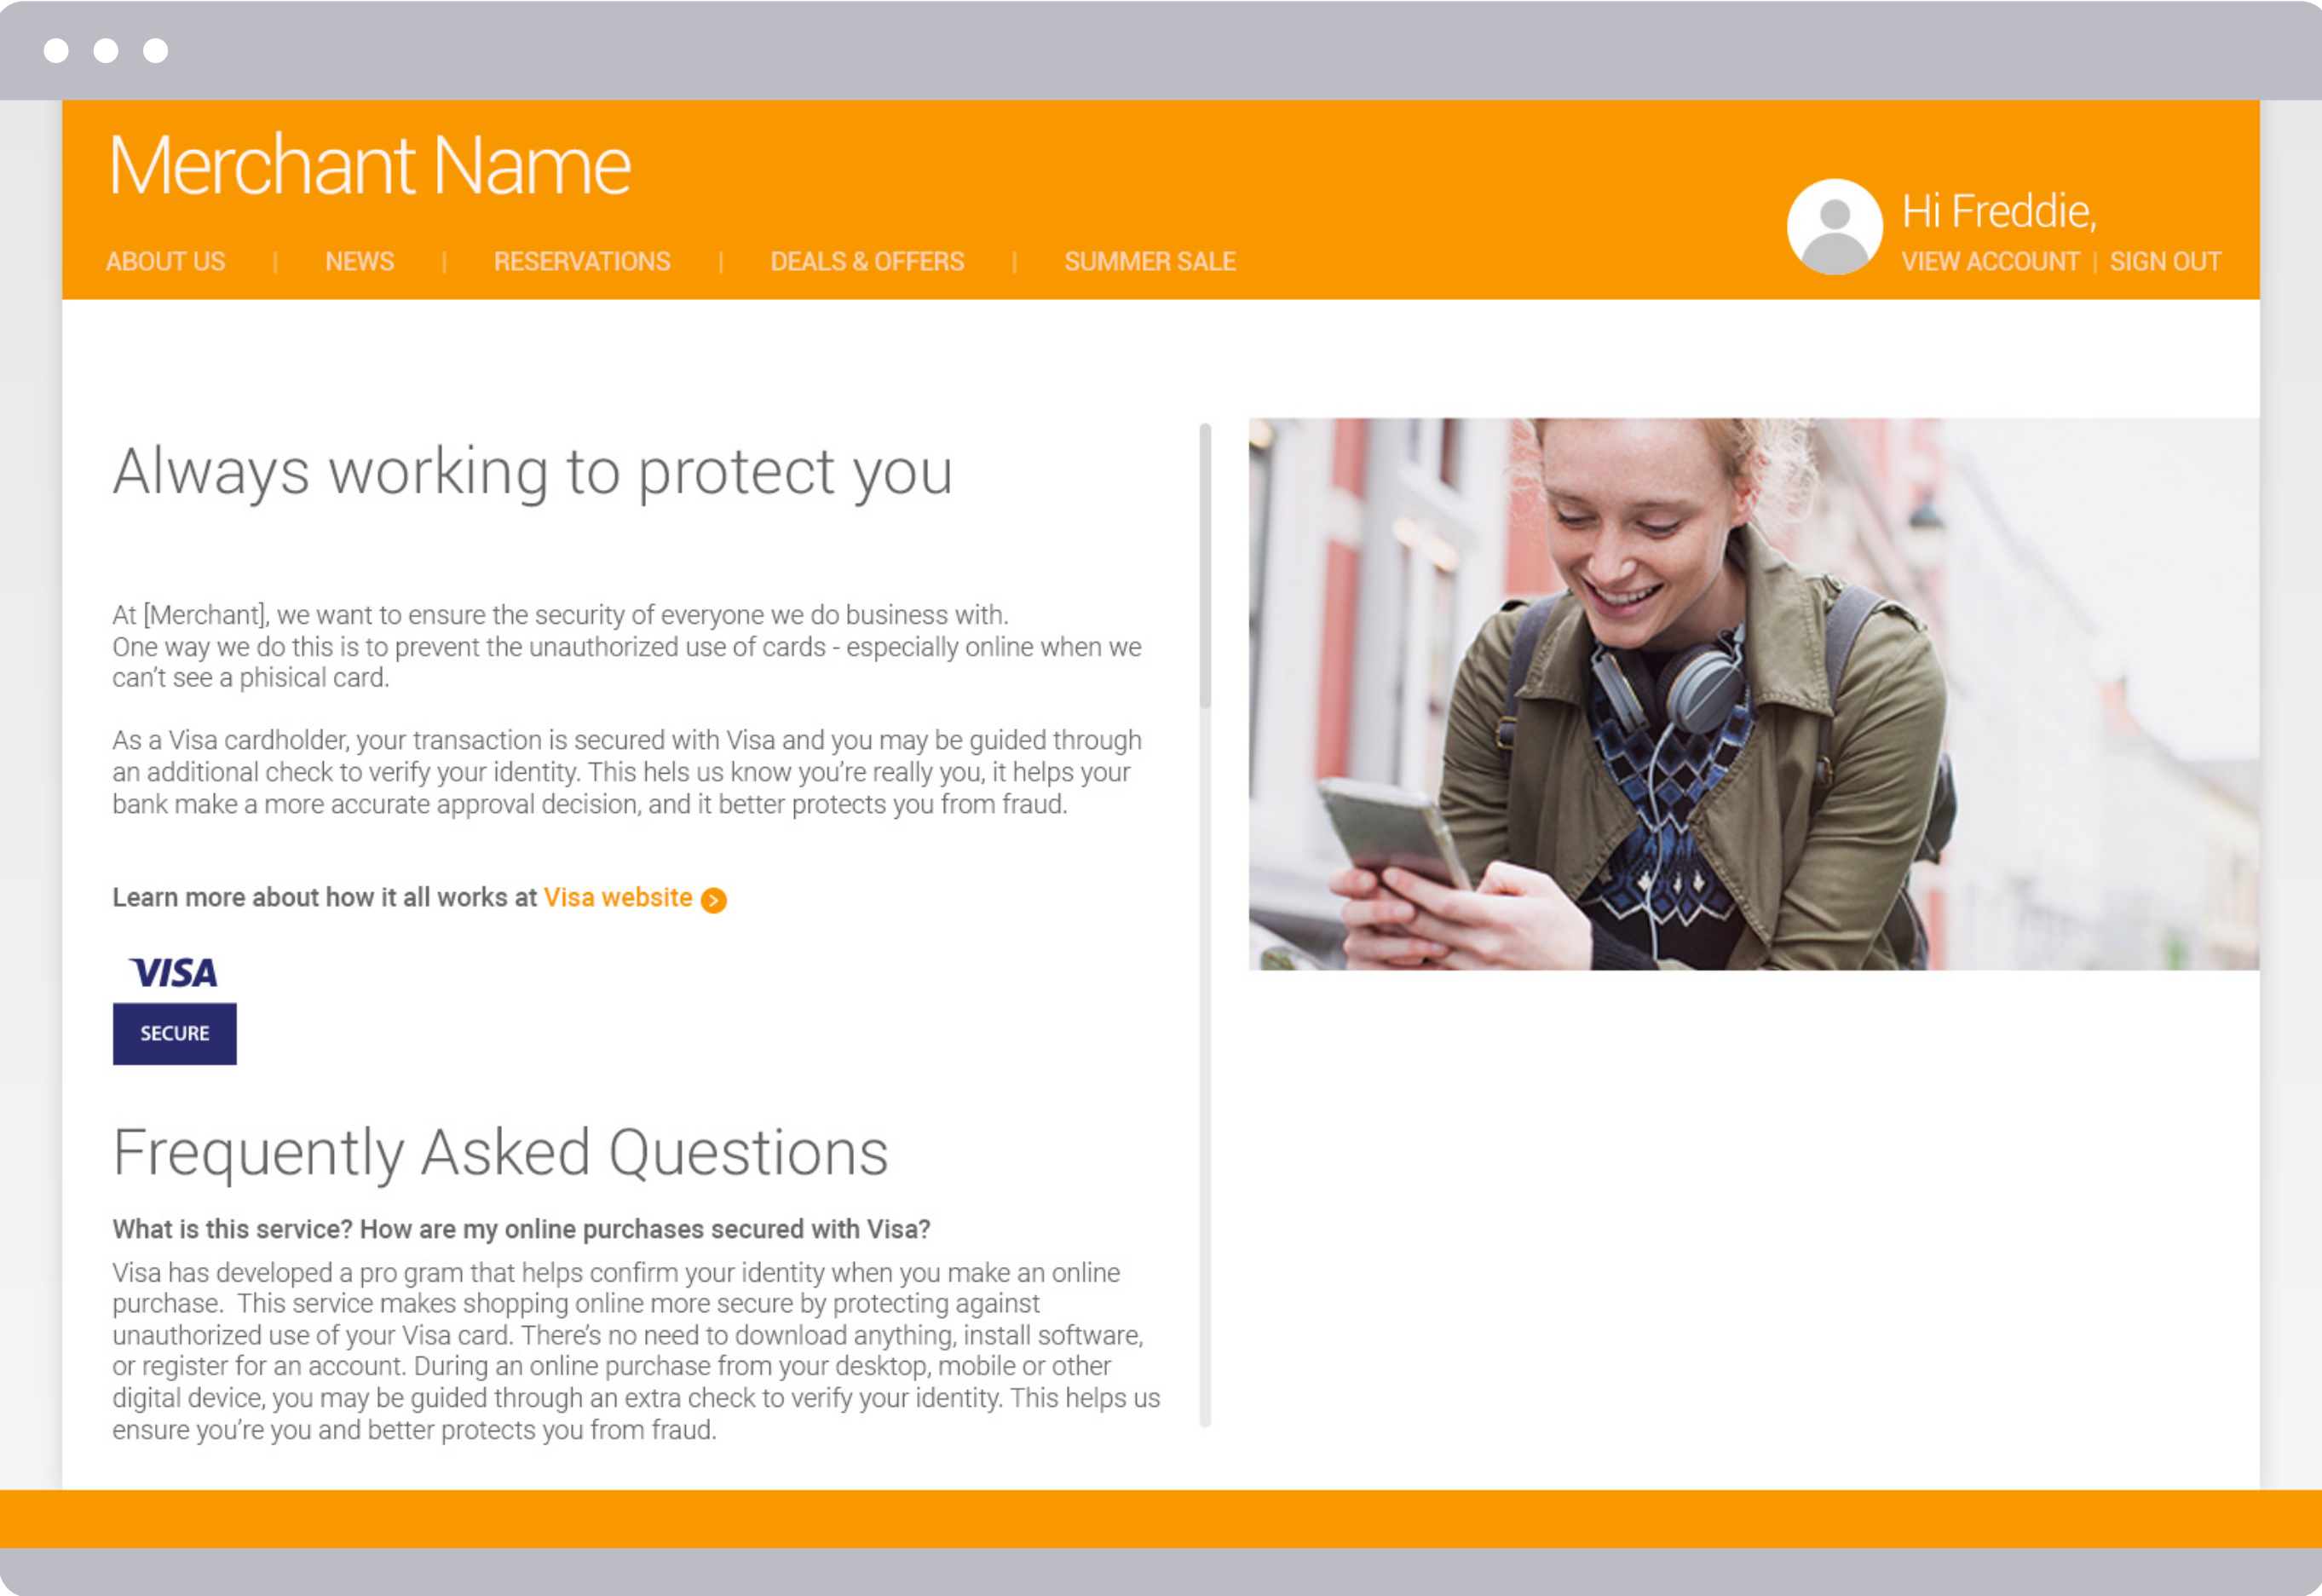 Merchant Name
Hi Freddie,
ABOUT US | NEWS | RESERVATIONS | DEALS & OFFERS | SUMMER SALE
VIEW ACCOUNT | SIGN OUT
Always working to protect you
At [Merchant], we want to ensure the security of everyone we do business with.
One way we do this is to prevent the unauthorized use of cards - especially online when we
can't see a phisical card.
As a Visa cardholder, your transaction is secured with Visa and you may be guided through
an additional check to verify your identity. This hels us know you're really you, it helps your
bank make a more accurate approval decision, and it better protects you from fraud.
Learn more about how it all works at Visa website
VISA
SECURE
Frequently Asked Questions
What is this service? How are my online purchases secured with Visa?
Visa has developed a pro gram that helps confirm your identity when you make an online
purchase.  This service makes shopping online more secure by protecting against
unauthorized use of your Visa card. There's no need to download anything, install software,
or register for an account. During an online purchase from your desktop, mobile or other
digital device, you may be guided through an extra check to verify your identity. This helps us
ensure you're you and better protects you from fraud.